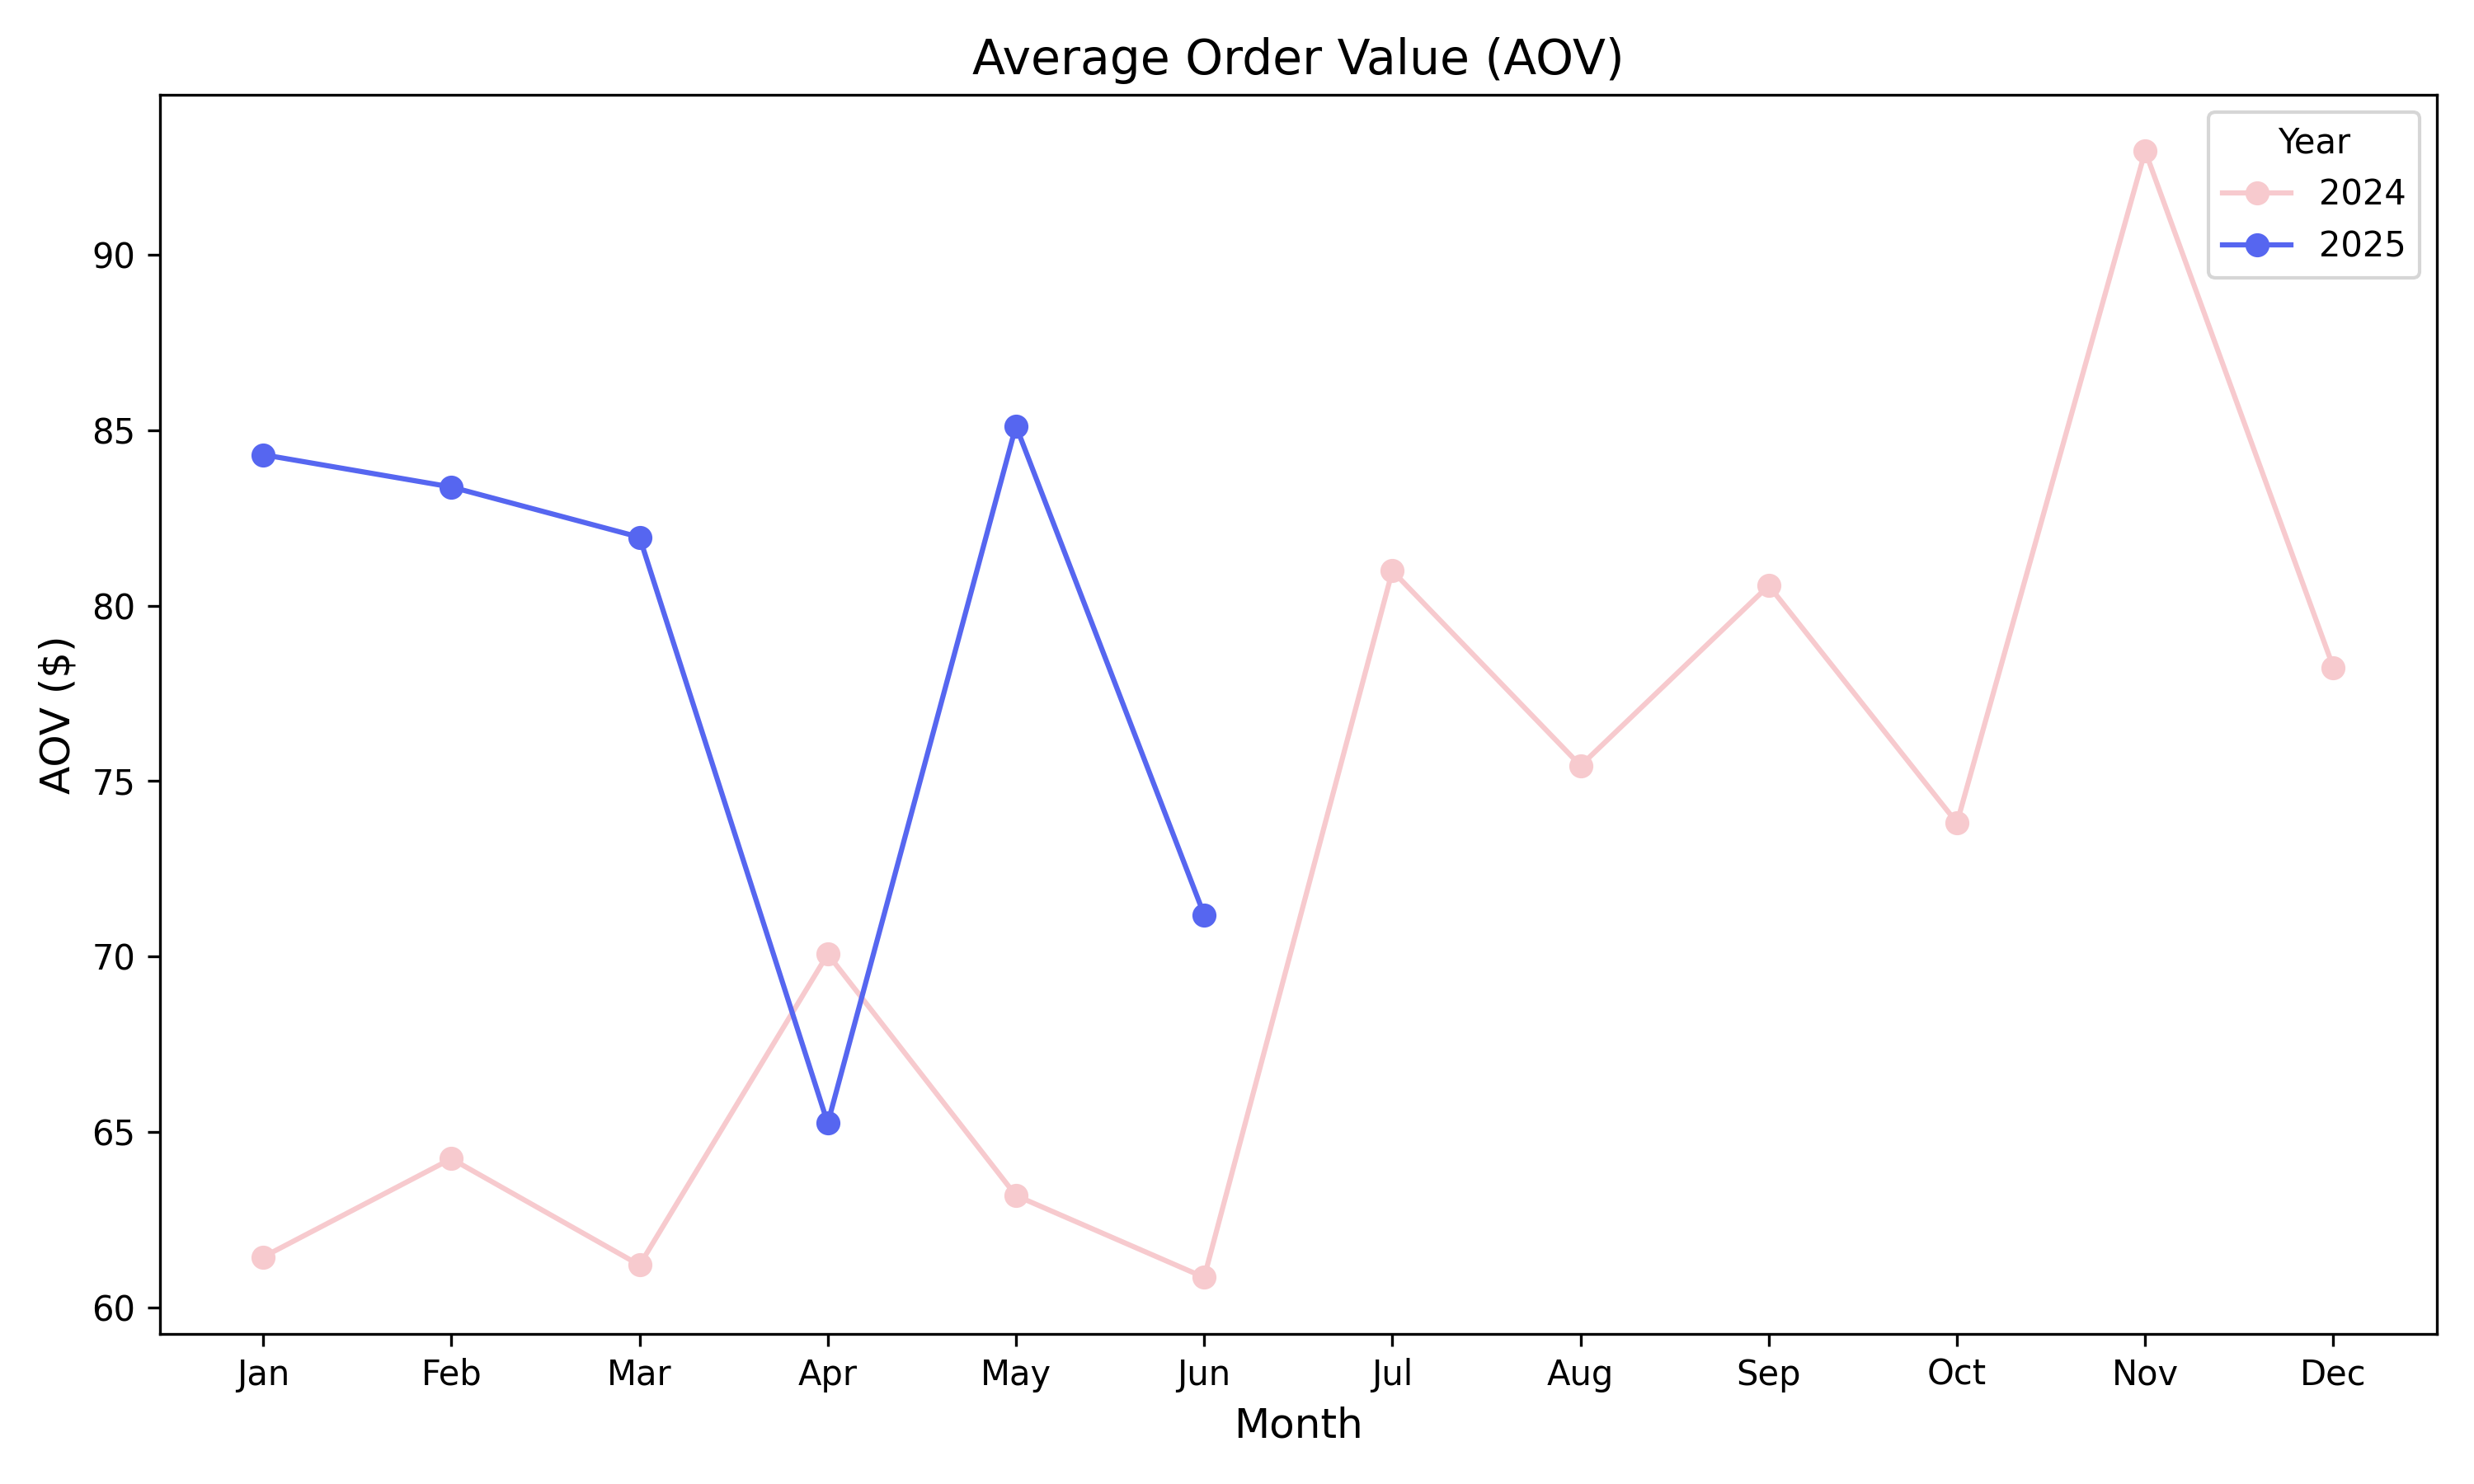 Average Order Value (AOV)
Year
2024
2025
AOV ($)
90
85
80
75
70
65
60
Jan Feb Mar Apr May Jun Jul Aug Sep Oct Nov Dec
Month